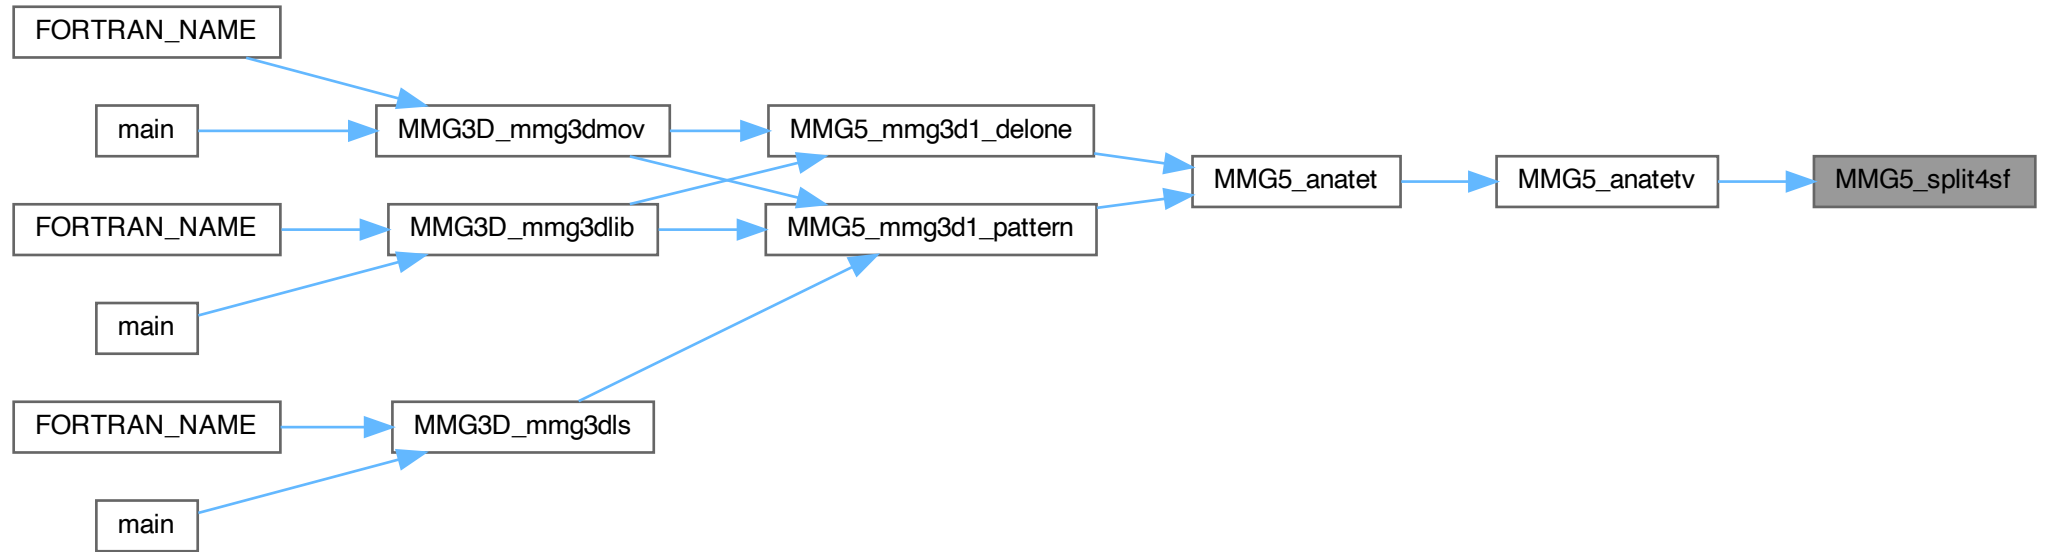 FORTRAN_NAME
main
MMG3D_mmg3dmov
MMG5_mmg3d1_delone
MMG5_anatet
MMG5_anatetv
MMG5_split4sf
FORTRAN_NAME
MMG3D_mmg3dlib
MMG5_mmg3d1_pattern
main
FORTRAN_NAME
MMG3D_mmg3dls
main